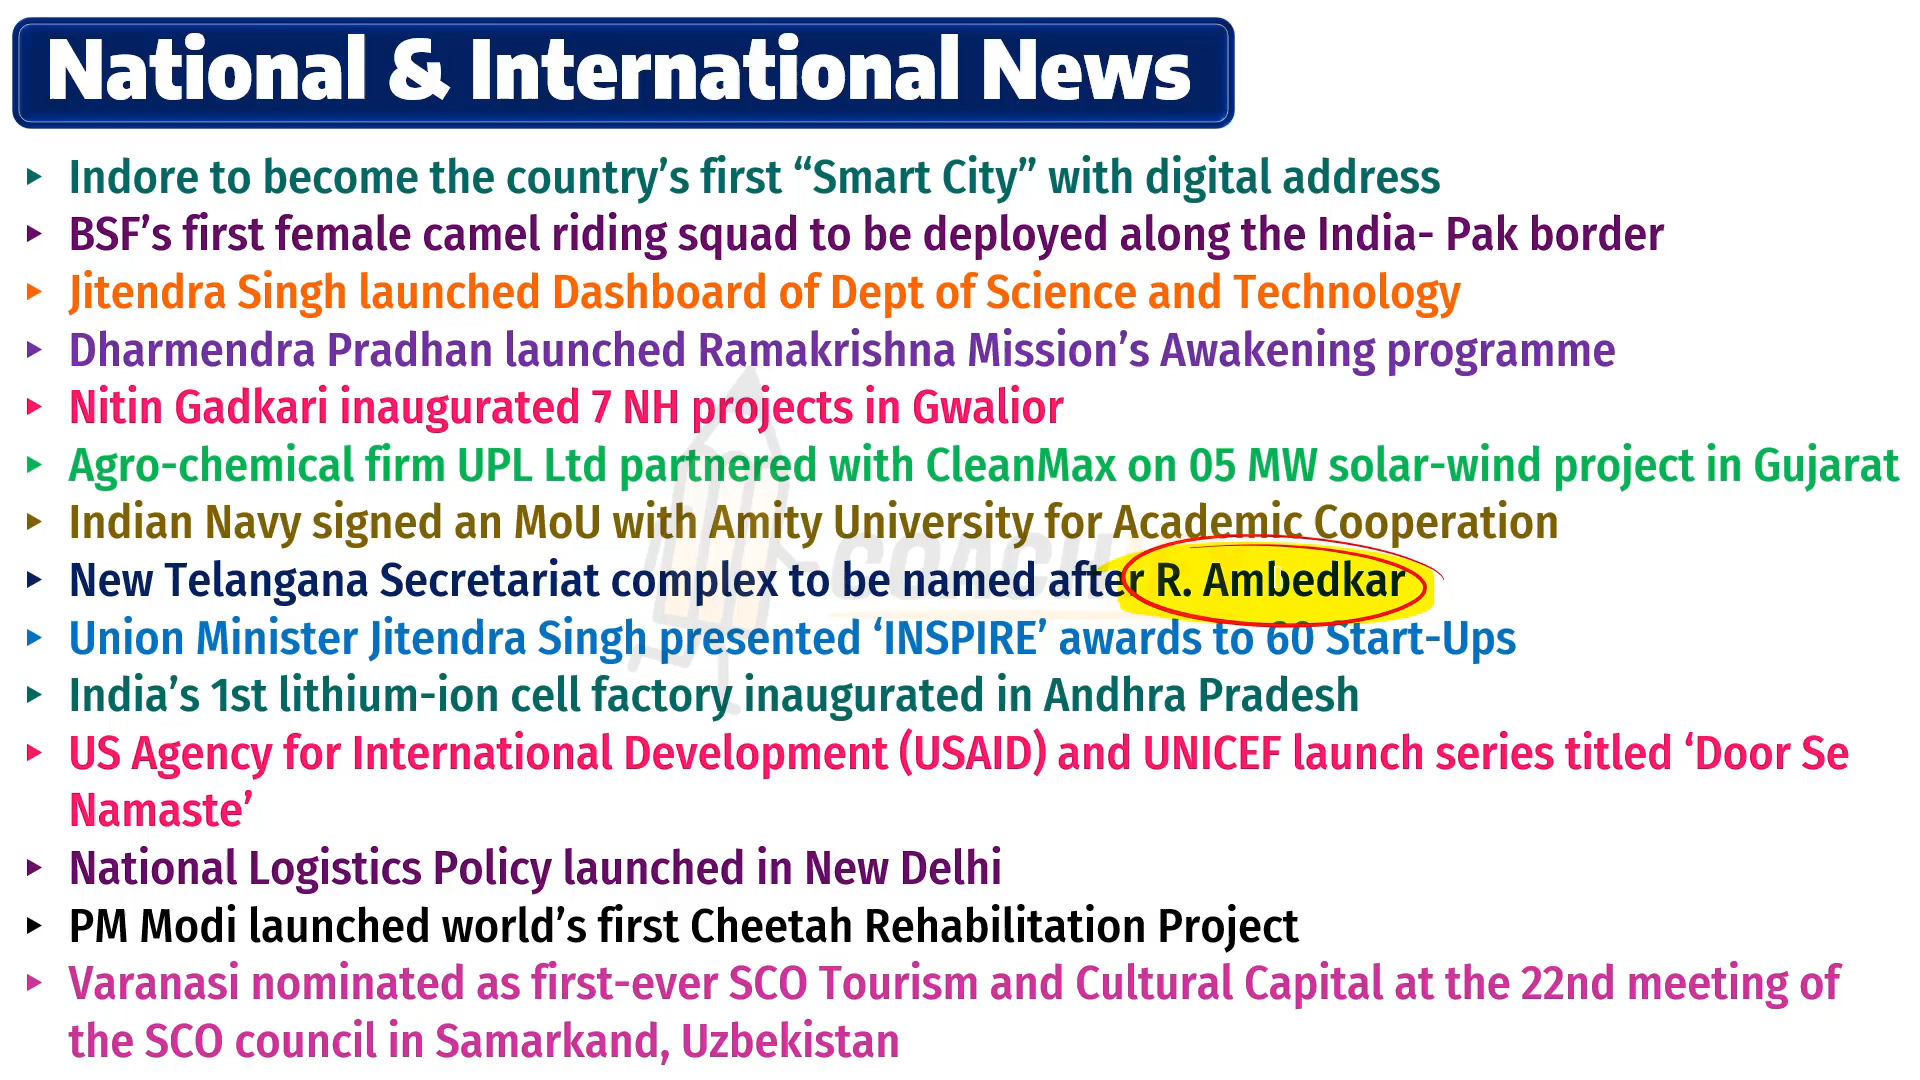 National & International News
▸ Indore to become the country’s first “Smart City” with digital address
▸ BSF’s first female camel riding squad to be deployed along the India- Pak border
▸ Jitendra Singh launched Dashboard of Dept of Science and Technology
▸ Dharmendra Pradhan launched Ramakrishna Mission’s Awakening programme
▸ Nitin Gadkari inaugurated 7 NH projects in Gwalior
▸ Agro-chemical firm UPL Ltd partnered with CleanMax on 05 MW solar-wind project in Gujarat
▸ Indian Navy signed an MoU with Amity University for Academic Cooperation
▸ New Telangana Secretariat complex to be named after R. Ambedkar
▸ Union Minister Jitendra Singh presented ‘INSPIRE’ awards to 60 Start-Ups
▸ India’s 1st lithium-ion cell factory inaugurated in Andhra Pradesh
▸ US Agency for International Development (USAID) and UNICEF launch series titled ‘Door Se
Namaste’
▸ National Logistics Policy launched in New Delhi
▸ PM Modi launched world’s first Cheetah Rehabilitation Project
▸ Varanasi nominated as first-ever SCO Tourism and Cultural Capital at the 22nd meeting of
the SCO council in Samarkand, Uzbekistan